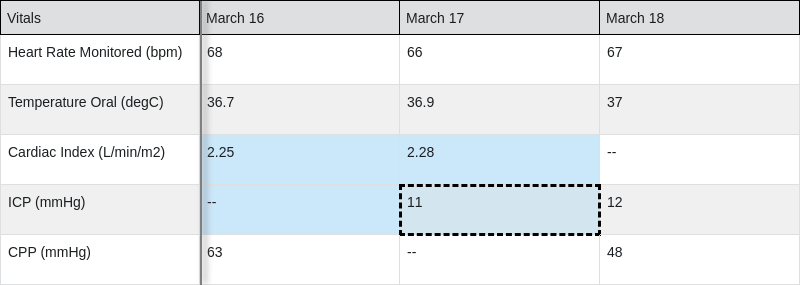 Vitals March 16 March 17 March 18
Heart Rate Monitored (bpm) 68 66 67
Temperature Oral (degC) 36.7 36.9 37
Cardiac Index (L/min/m2) 2.25 2.28 --
ICP (mmHg) -- 11 12
CPP (mmHg) 63 -- 48